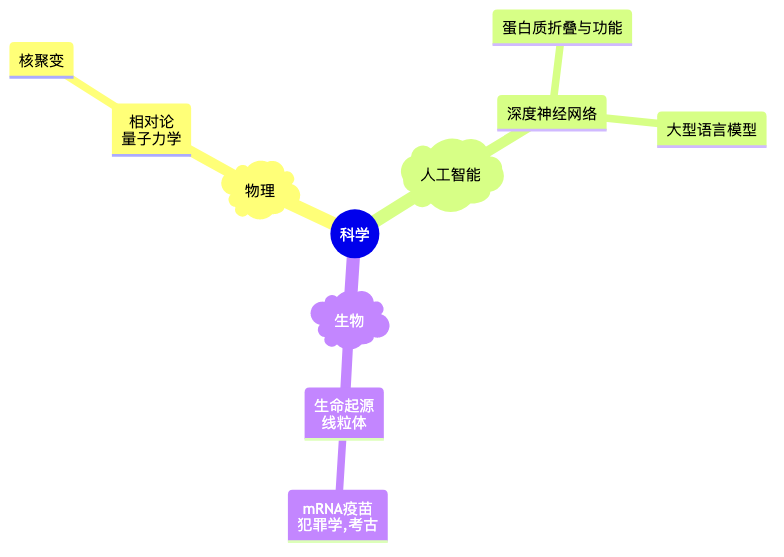 科学
物理
相对论
量子力学
核聚变
人工智能
深度神经网络
蛋白质折叠与功能
大型语言模型
生物
生命起源
线粒体
mRNA疫苗
犯罪学,考古